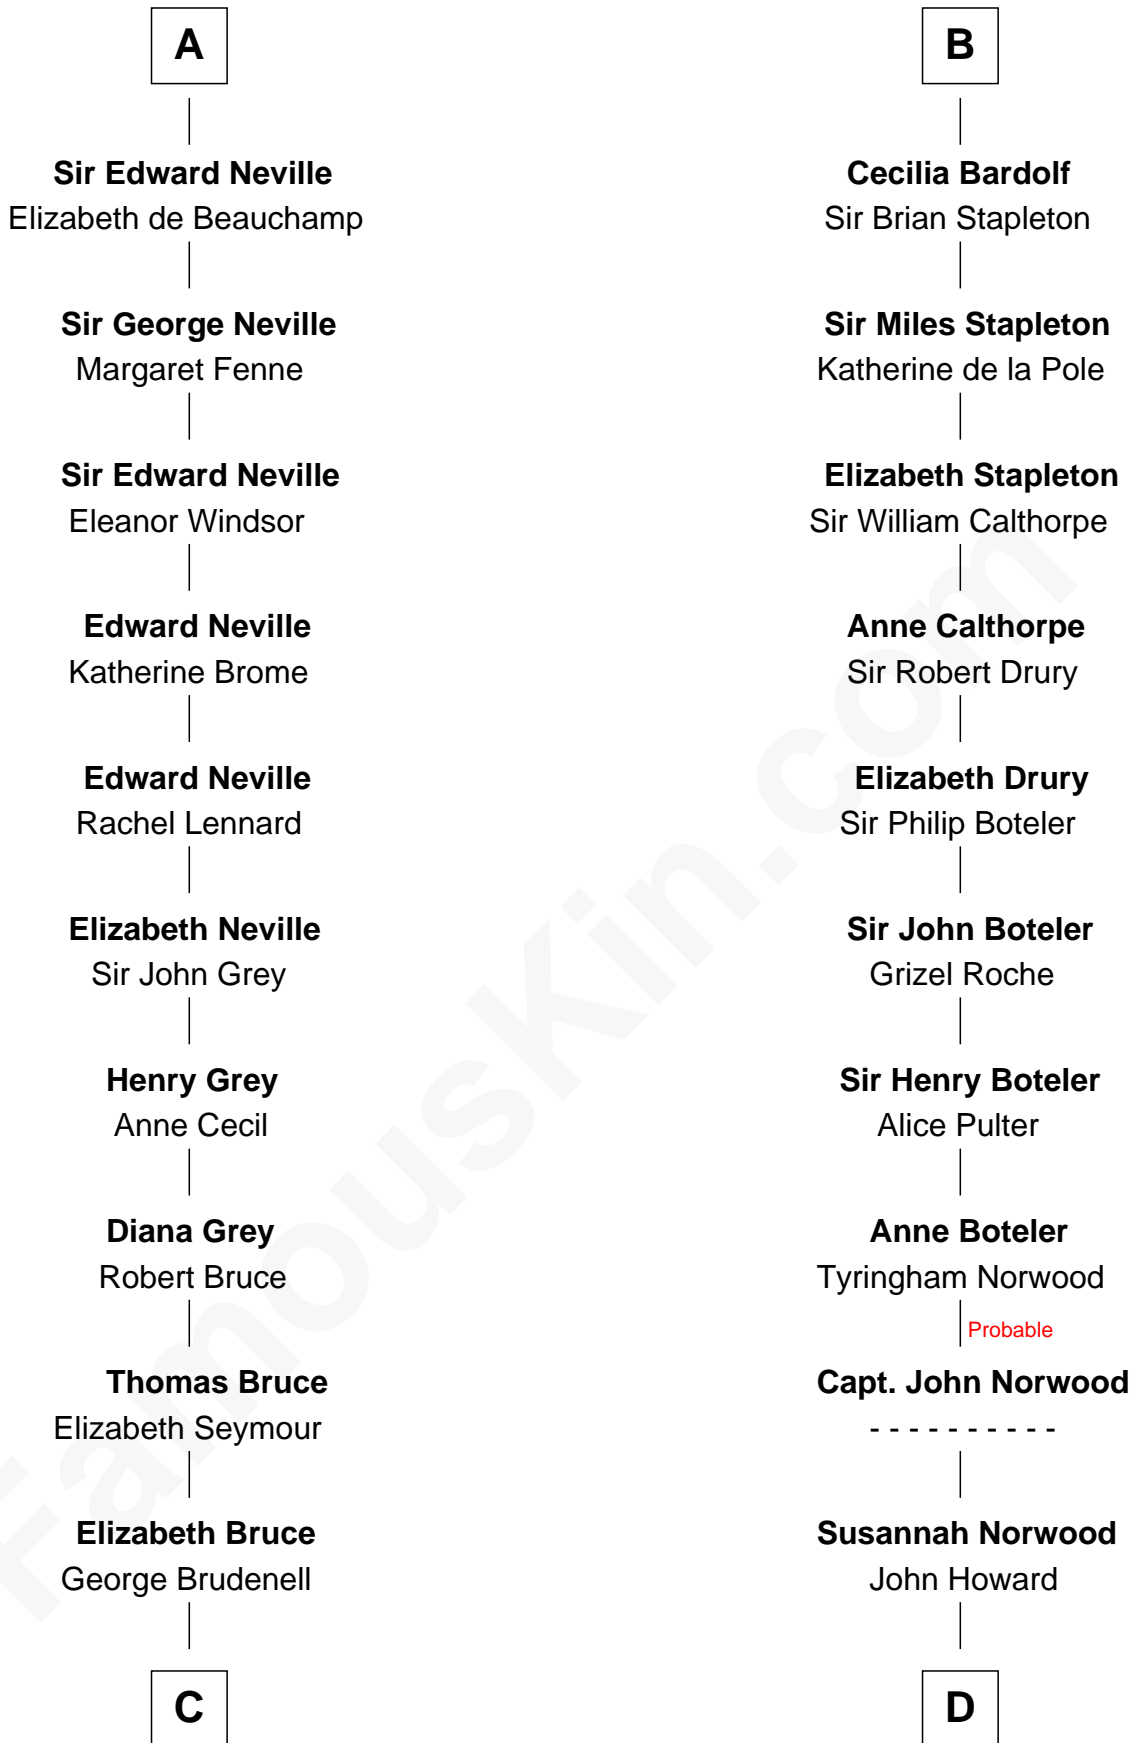 A
Sir Edward Neville
Elizabeth de Beauchamp
Sir George Neville
Margaret Fenne
Sir Edward Neville
Eleanor Windsor
Edward Neville
Katherine Brome
Edward Neville
Rachel Lennard
Elizabeth Neville
Sir John Grey
Henry Grey
Anne Cecil
Diana Grey
Robert Bruce
Thomas Bruce
Elizabeth Seymour
Elizabeth Bruce
George Brudenell
C
B
Cecilia Bardolf
Sir Brian Stapleton
Sir Miles Stapleton
Katherine de la Pole
Elizabeth Stapleton
Sir William Calthorpe
Anne Calthorpe
Sir Robert Drury
Elizabeth Drury
Sir Philip Boteler
Sir John Boteler
Grizel Roche
Sir Henry Boteler
Alice Pulter
Anne Boteler
Tyringham Norwood
Probable
Capt. John Norwood
- - - - - - - - - -
Susannah Norwood
John Howard
D
FamousKin.com